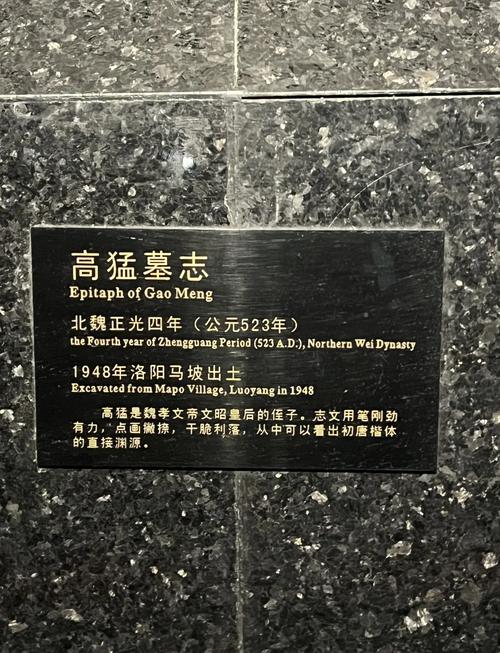 高猛墓志
Epitaph of Gao Meng
北魏正光四年（公元523年）
the Fourth year of Zhengguang Period (523 A.D.), Northern Wei Dynasty
1948年洛阳马坡出土
Excavated from Mapo Village, Luoyang in 1948
高猛是魏孝文帝文昭皇后的侄子。志文用笔刚劲
有力，点画撇捺，干脆利落，从中可以看出初唐楷体
的直接渊源。